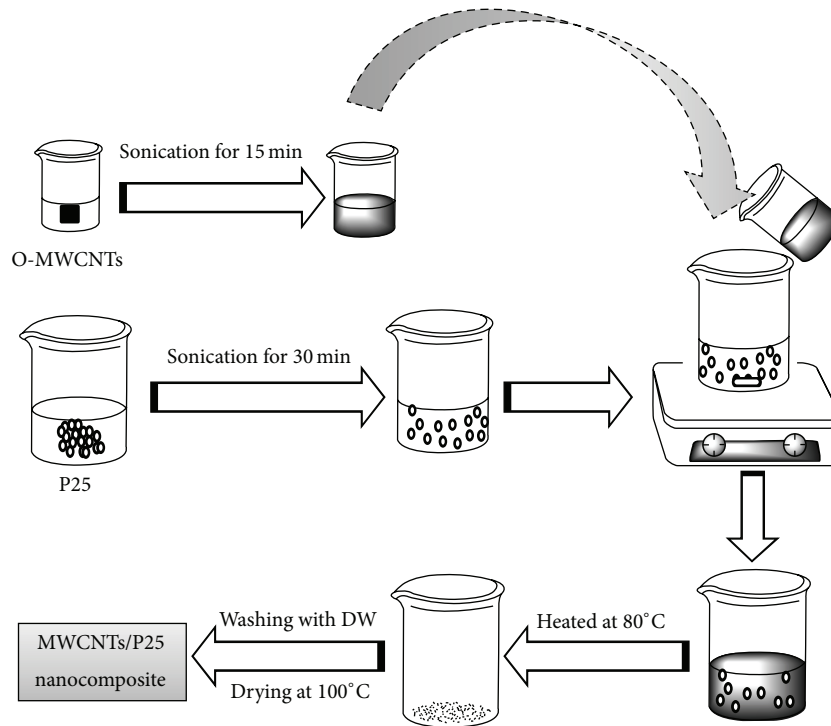 Sonication for 15 min
O-MWCNTs
Sonication for 30 min
P25
Heated at 80°C
Washing with DW
Drying at 100°C
MWCNTs/P25
nanocomposite